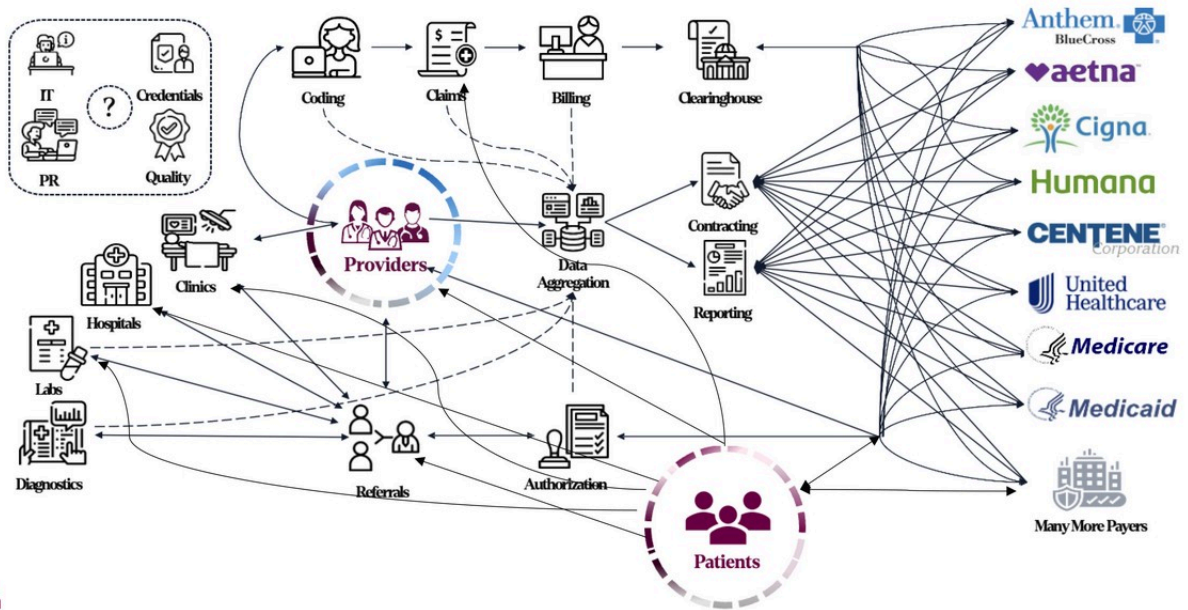 IT
Credentials
?
PR
Quality
Coding
Claims
Billing
Clearinghouse
Anthem
BlueCross
aetna™
Cigna
Humana
CENTENE
Corporation
United
Healthcare
Medicare
Medicaid
Many More Payers
Providers
Clinics
Hospitals
Labs
Diagnostics
Data
Aggregation
Contracting
Reporting
Referrals
Authorization
Patients
$